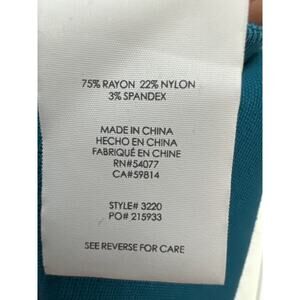 75% RAYON 22% NYLON
3% SPANDEX
MADE IN CHINA
HECHO EN CHINA
FABRIQUÉ EN CHINE
RN#54077
CA#59814
STYLE# 3220
PO# 215933
SEE REVERSE FOR CARE